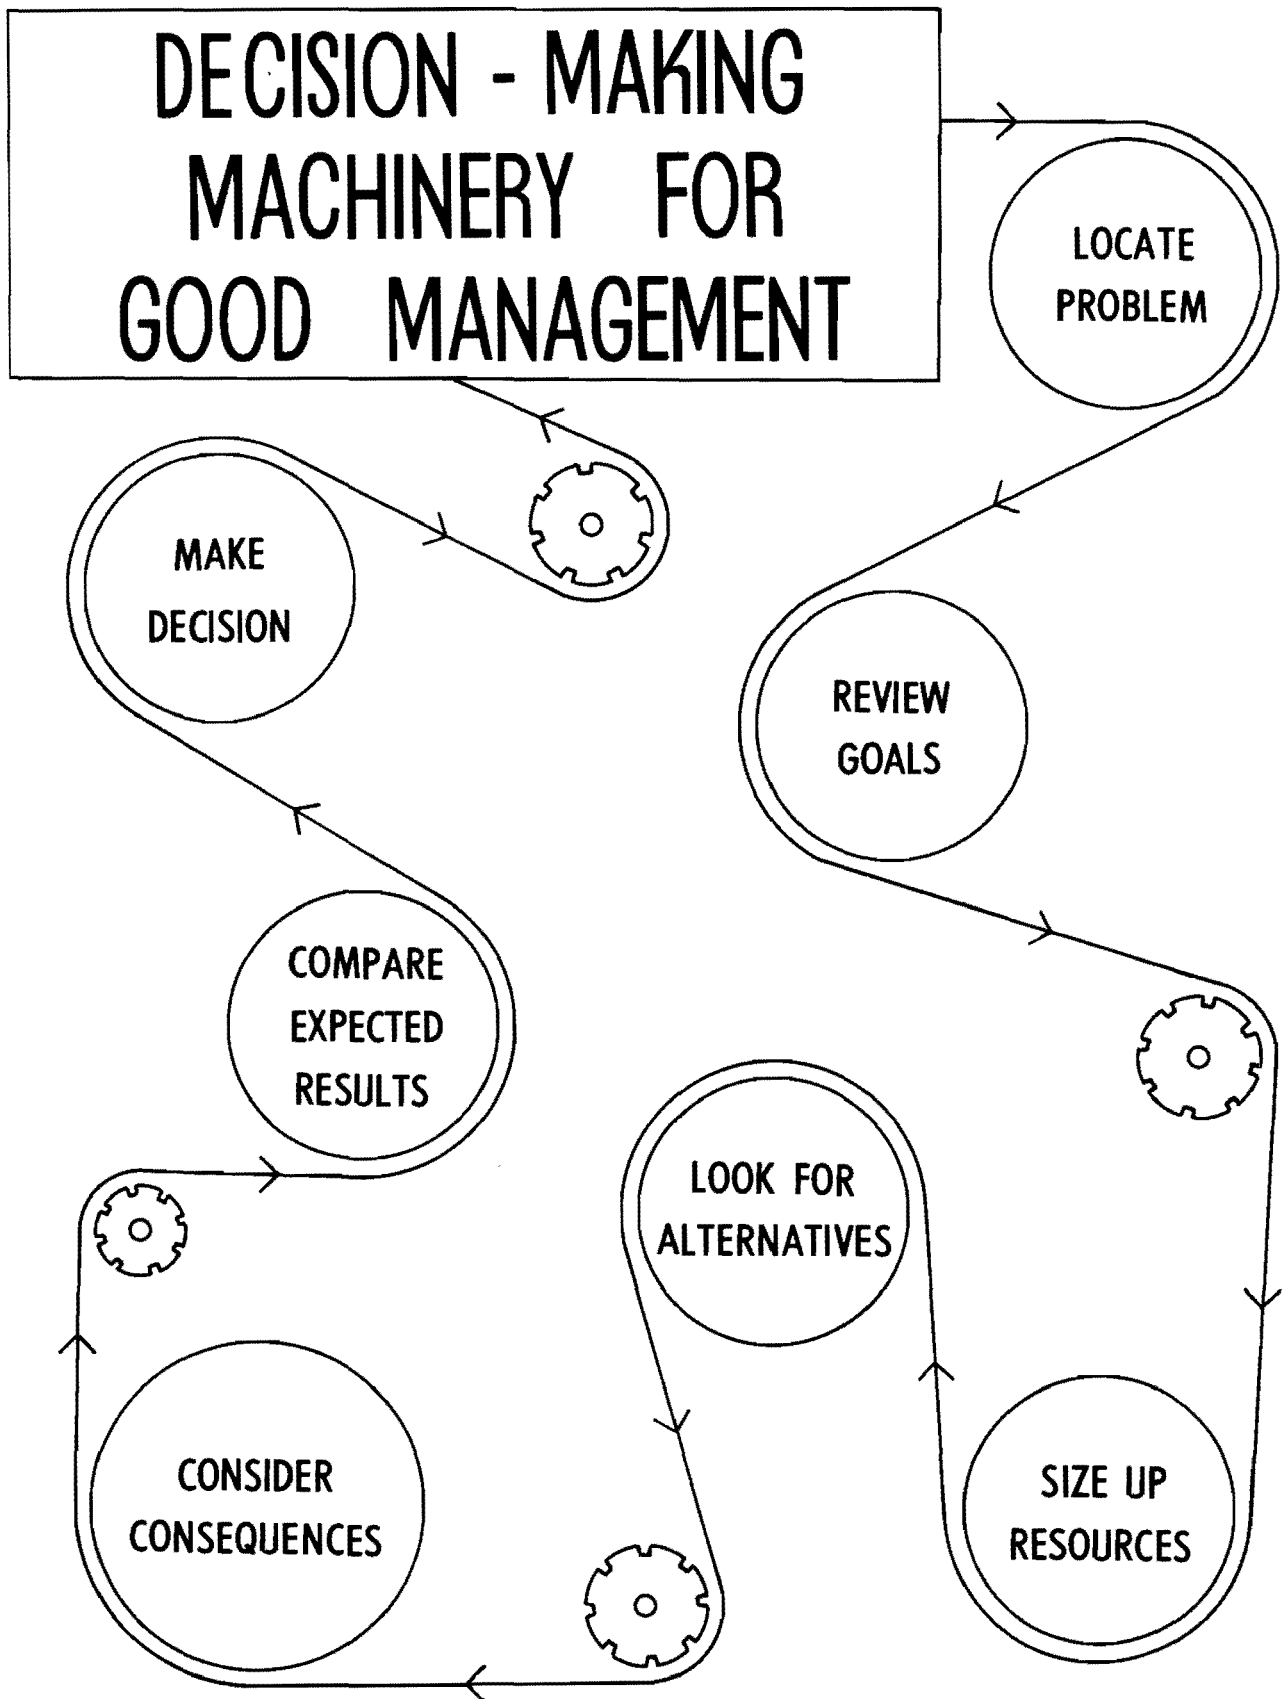 DECISION - MAKING
MACHINERY FOR
GOOD MANAGEMENT
LOCATE
PROBLEM
REVIEW
GOALS
SIZE UP
RESOURCES
LOOK FOR
ALTERNATIVES
CONSIDER
CONSEQUENCES
COMPARE
EXPECTED
RESULTS
MAKE
DECISION